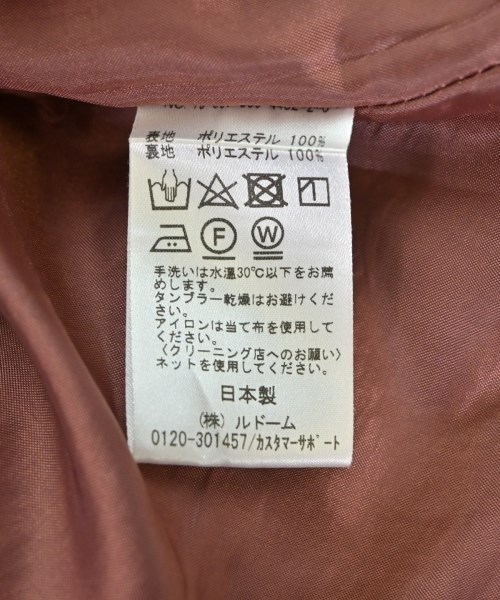 表地 ポリエステル 100%
裏地 ポリエステル 100%
F W
手洗いは水温30℃以下をお薦
めします。
タンブラー乾燥はお避けくだ
さい。
アイロンは当て布を使用して
ください。
〈クリーニング店へのお願い〉
ネットを使用してください。
日本製
（株）ルドーム
0120-301457/カスタマーサポート